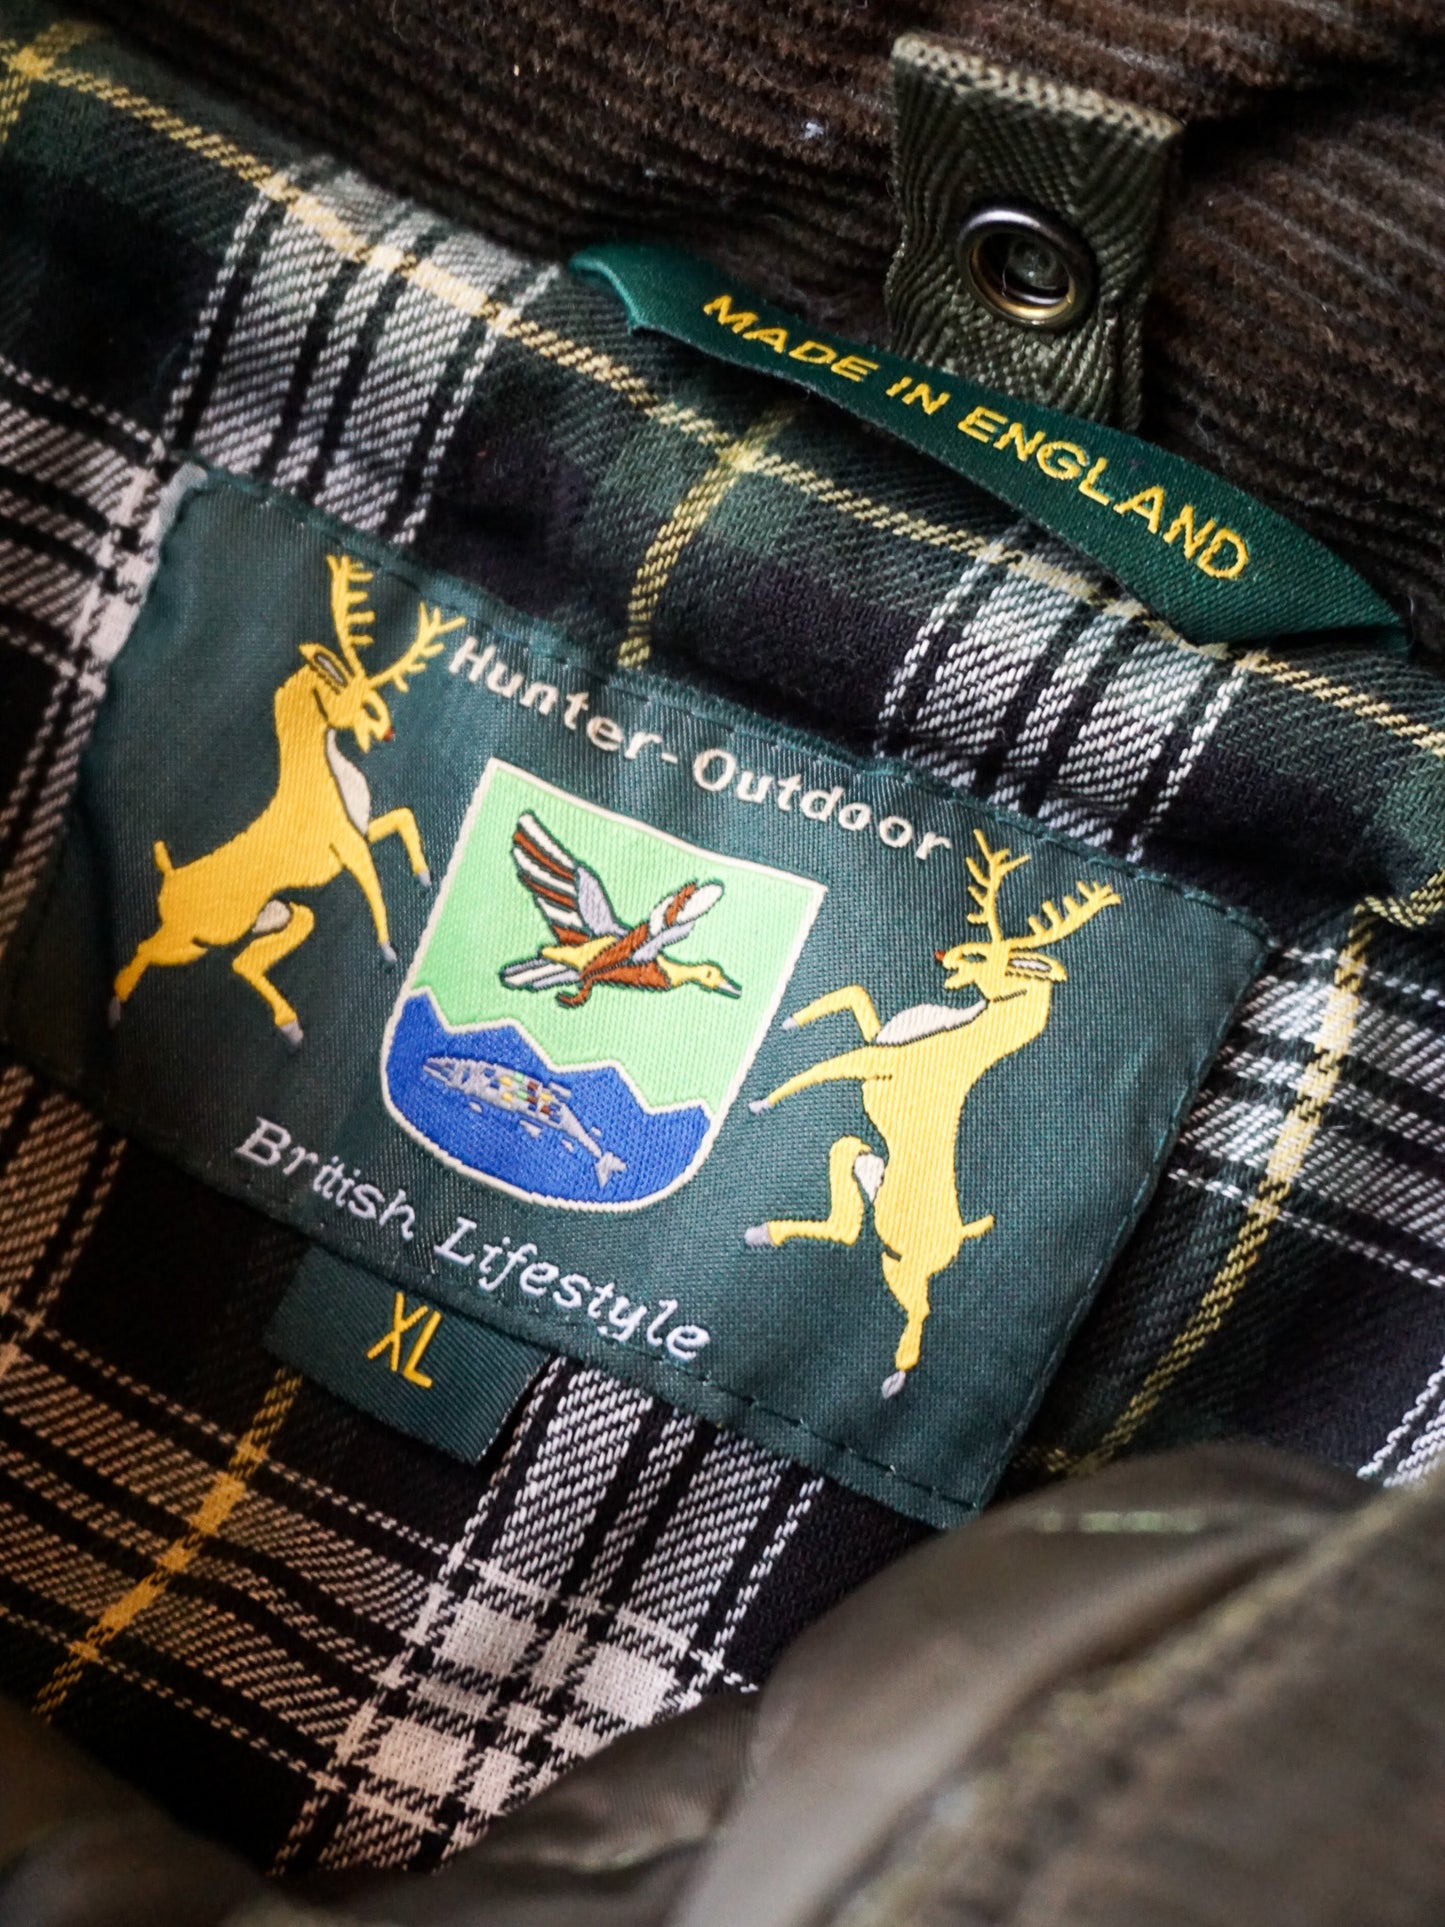 MADE IN ENGLAND
Hunter-Outdoor
British Lifestyle
XL